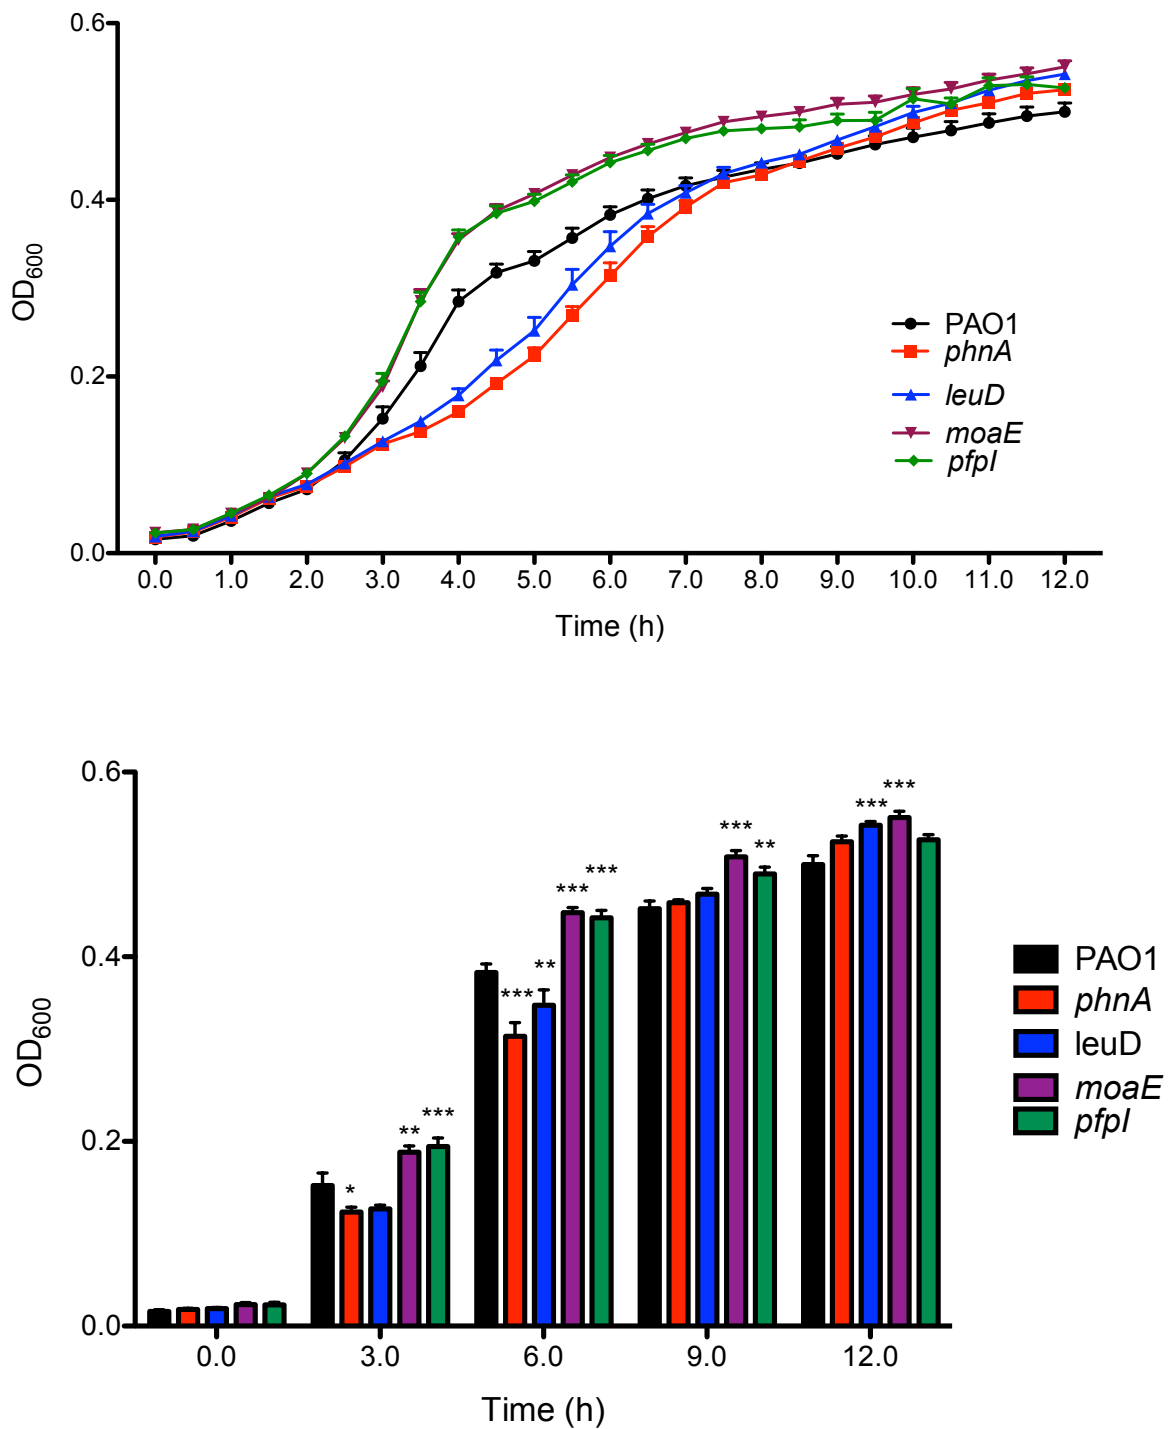 0.6
0.4
0.2
0.0
OD600
PAO1
phnA
leuD
moaE
pfpI
0.0 1.0 2.0 3.0 4.0 5.0 6.0 7.0 8.0 9.0 10.0 11.0 12.0
Time (h)
0.6
0.4
0.2
0.0
OD600
* ** ***
*** ** *** ***
*** **
*** ***
PAO1
phnA
leuD
moaE
pfpI
0.0 3.0 6.0 9.0 12.0
Time (h)